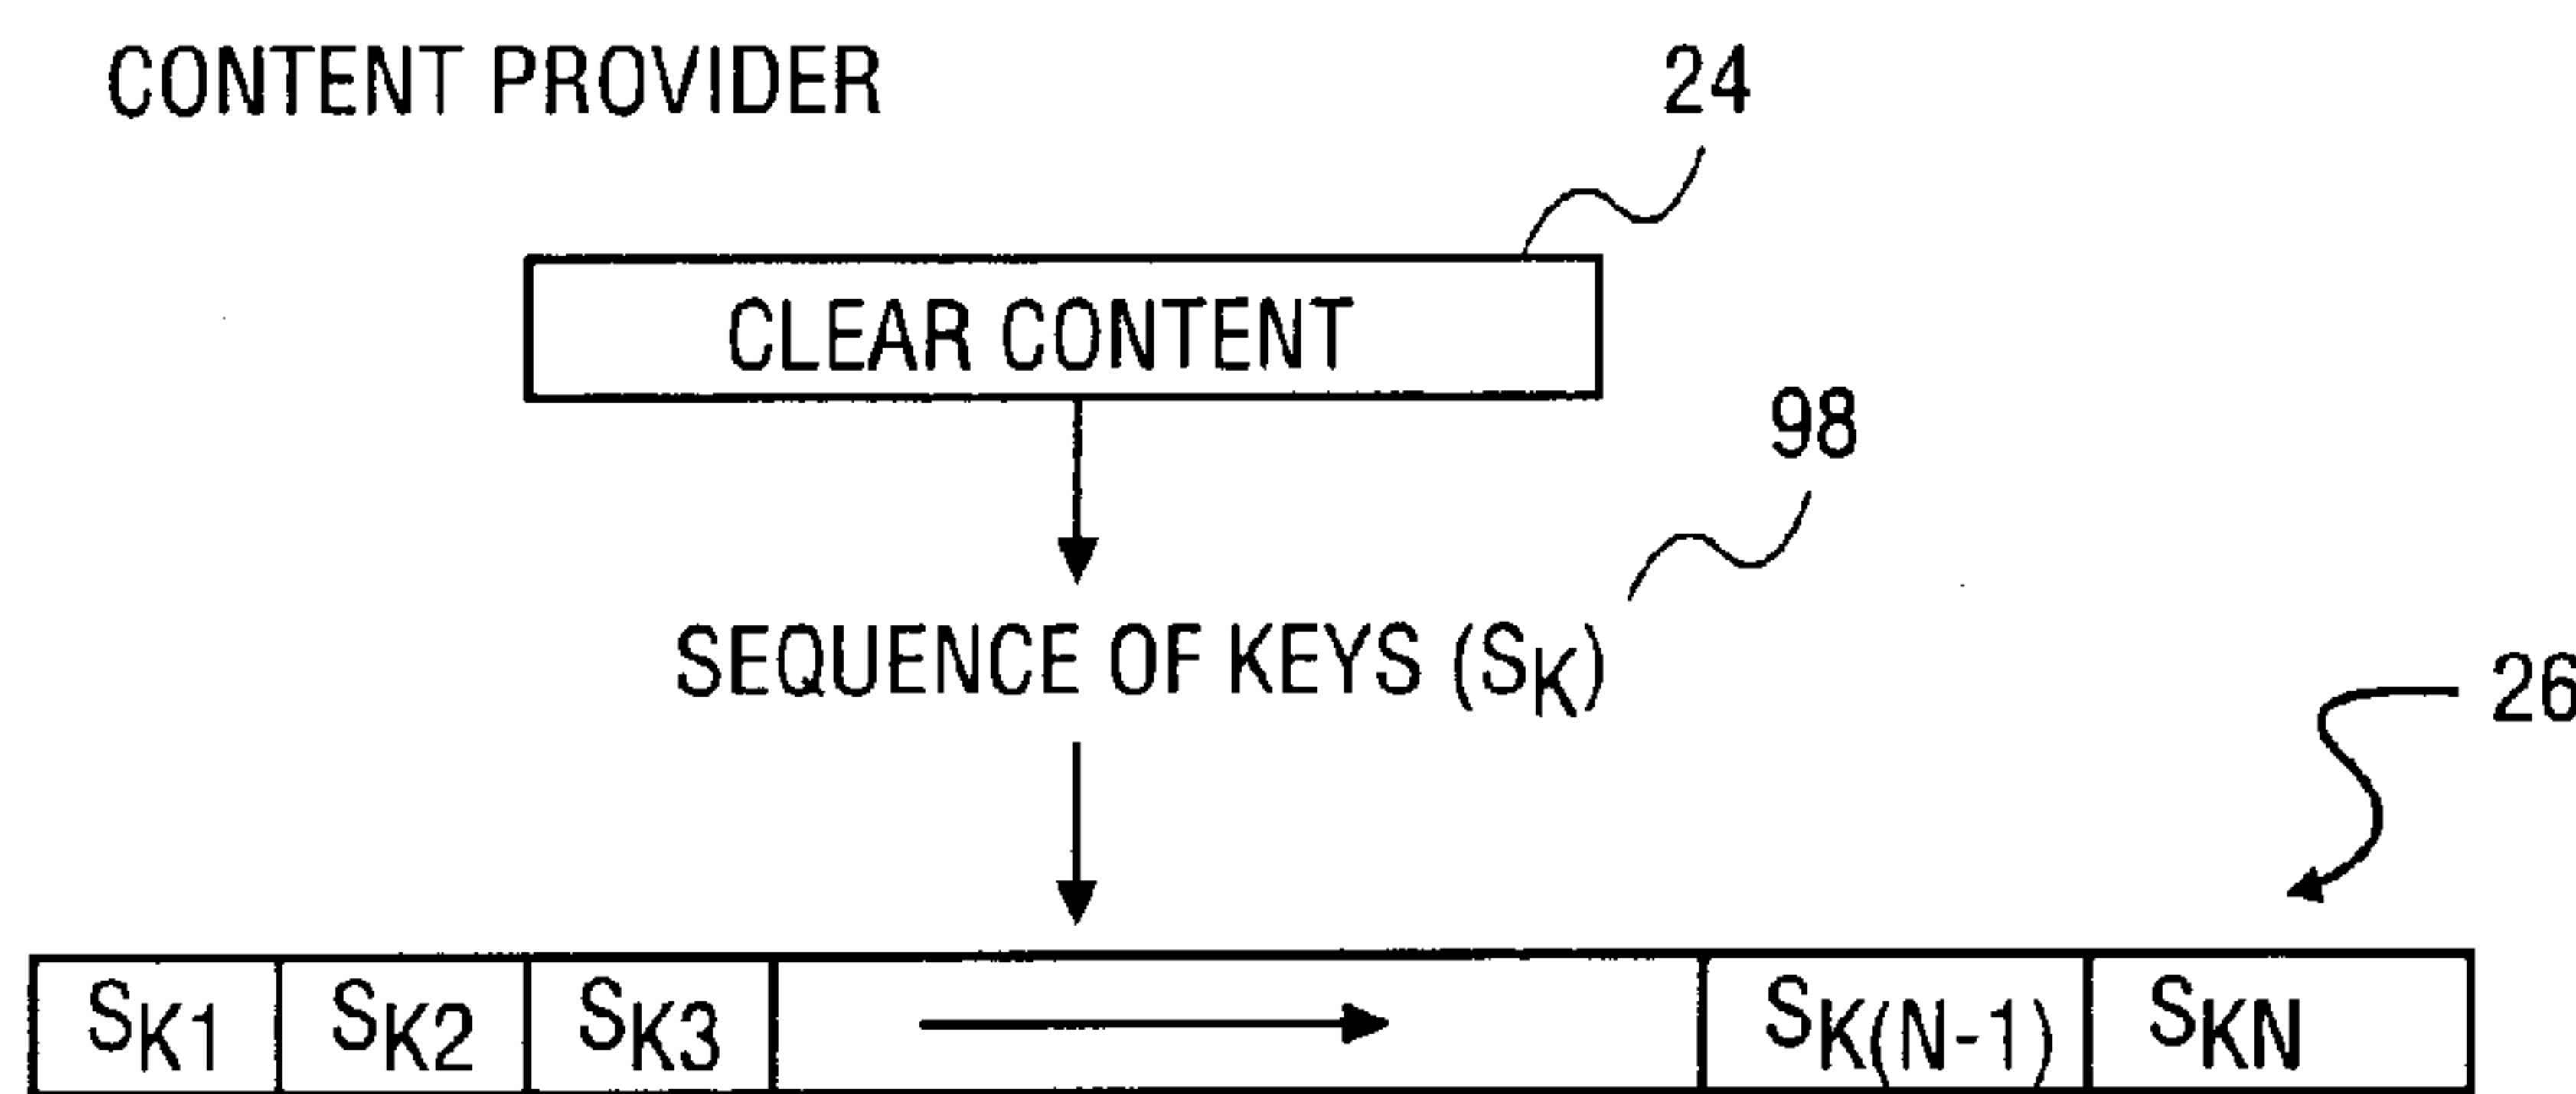 CONTENT PROVIDER
24
CLEAR CONTENT
98
SEQUENCE OF KEYS (SK)
26
SK1 SK2 SK3 SK(N-1) SKN